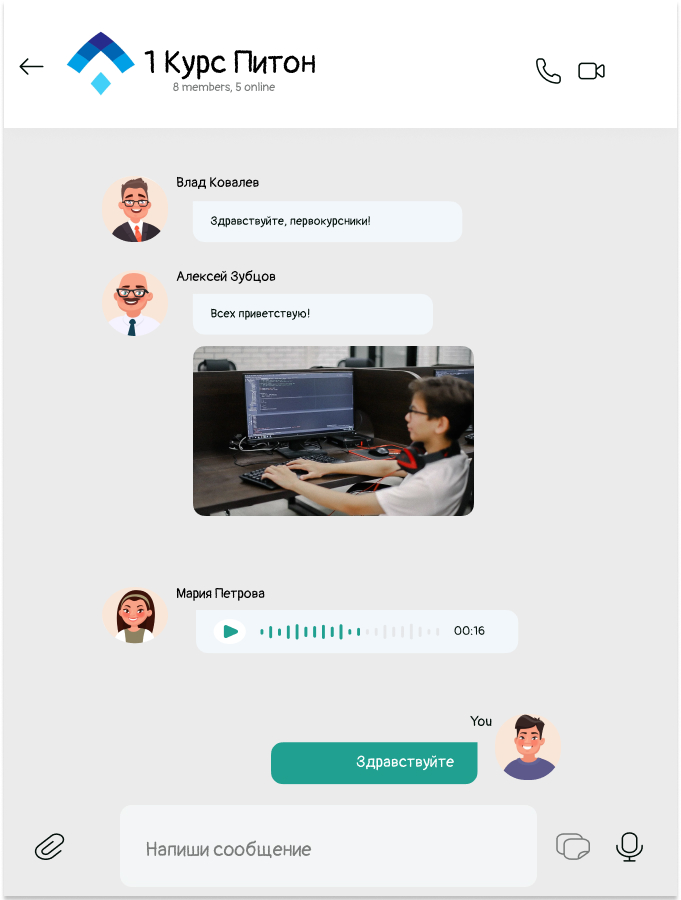 1 Курс Питон
8 members, 5 online
Влад Ковалев
Здравствуйте, первокурсники!
Алексей Зубцов
Всех приветствую!
Мария Петрова
00:16
You
Здравствуйте
Напиши сообщение